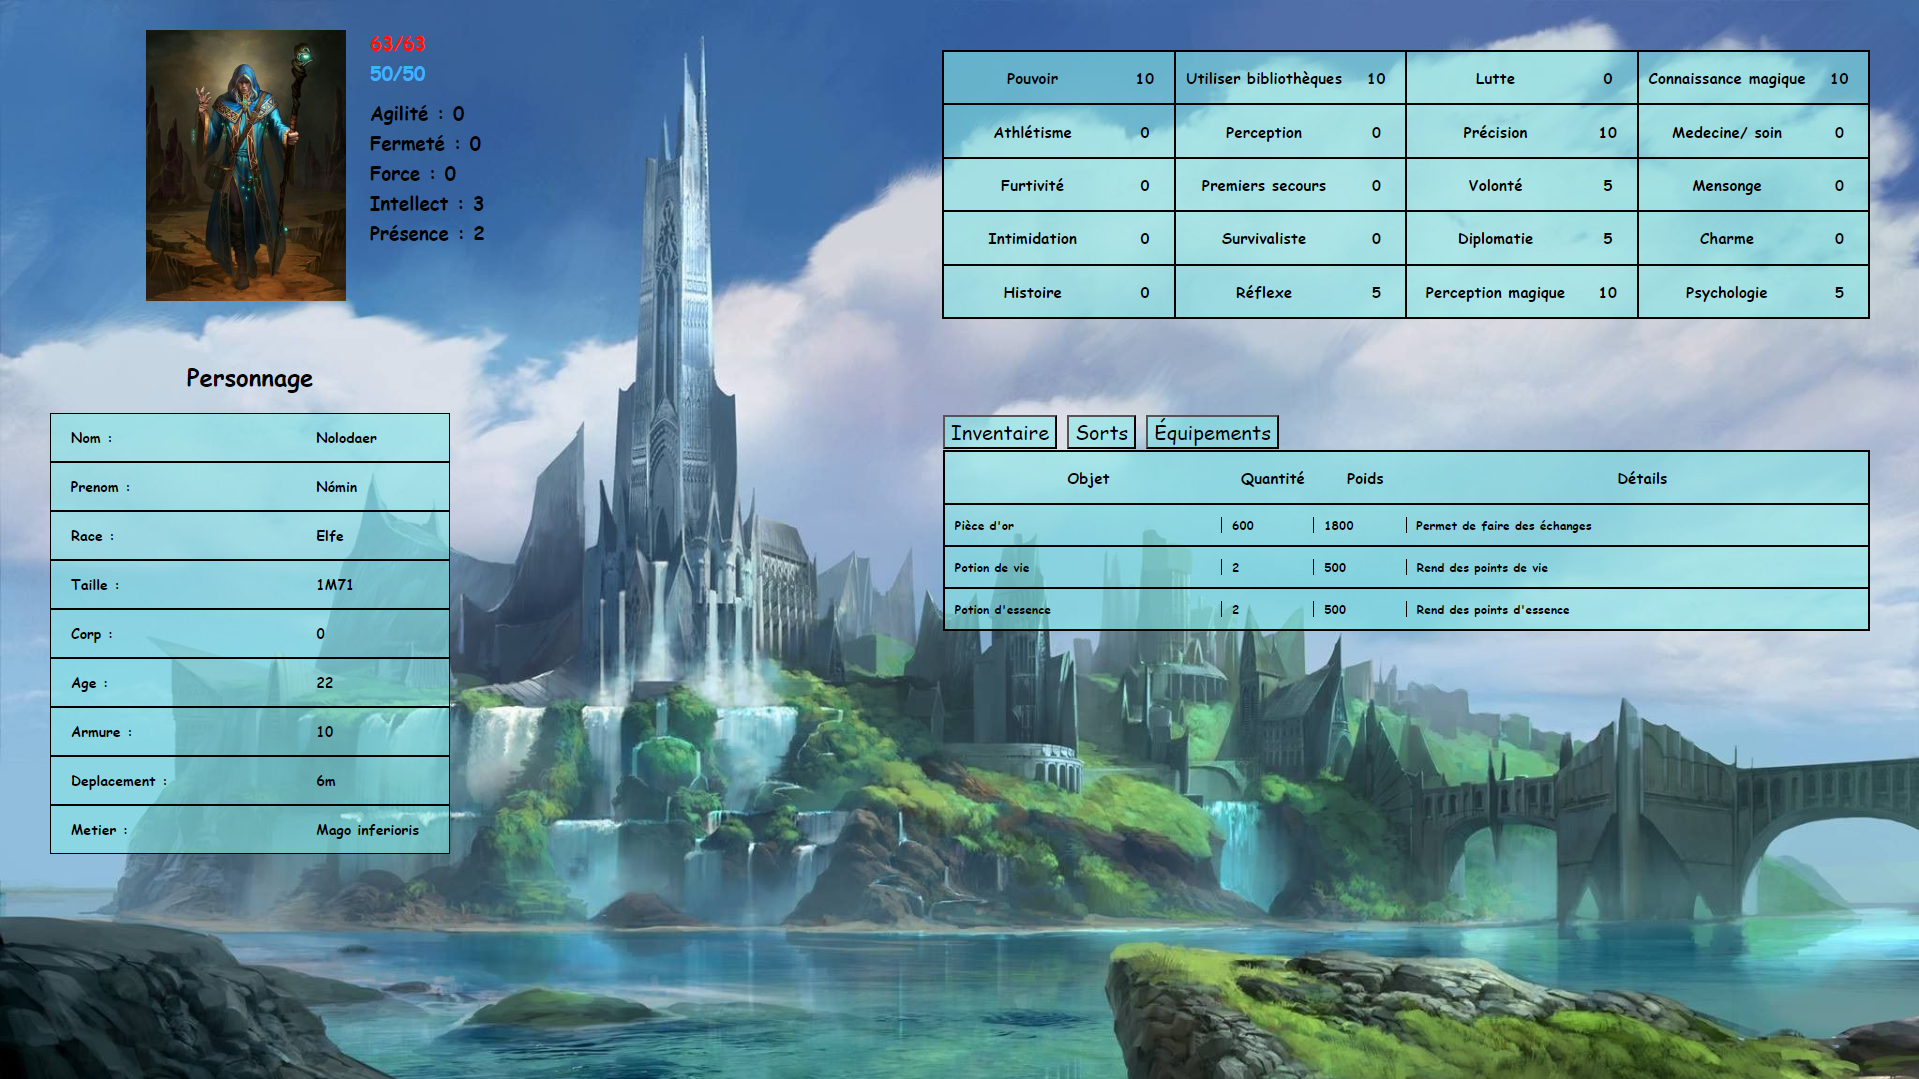 63/63
50/50
Agilité : 0
Fermeté : 0
Force : 0
Intellect : 3
Présence : 2
Pouvoir 10 Utiliser bibliothèques 10 Lutte 0 Connaissance magique 10
Athlétisme 0 Perception 0 Précision 10 Medecine/ soin 0
Furtivité 0 Premiers secours 0 Volonté 5 Mensonge 0
Intimidation 0 Survivaliste 0 Diplomatie 5 Charme 0
Histoire 0 Réflexe 5 Perception magique 10 Psychologie 5
Personnage
Nom : Nolodaer
Prenom : Nómin
Race : Elfe
Taille : 1M71
Corp : 0
Age : 22
Armure : 10
Deplacement : 6m
Metier : Mago inferioris
Inventaire Sorts Équipements
Objet Quantité Poids Détails
Pièce d'or 600 1800 Permet de faire des échanges
Potion de vie 2 500 Rend des points de vie
Potion d'essence 2 500 Rend des points d'essence